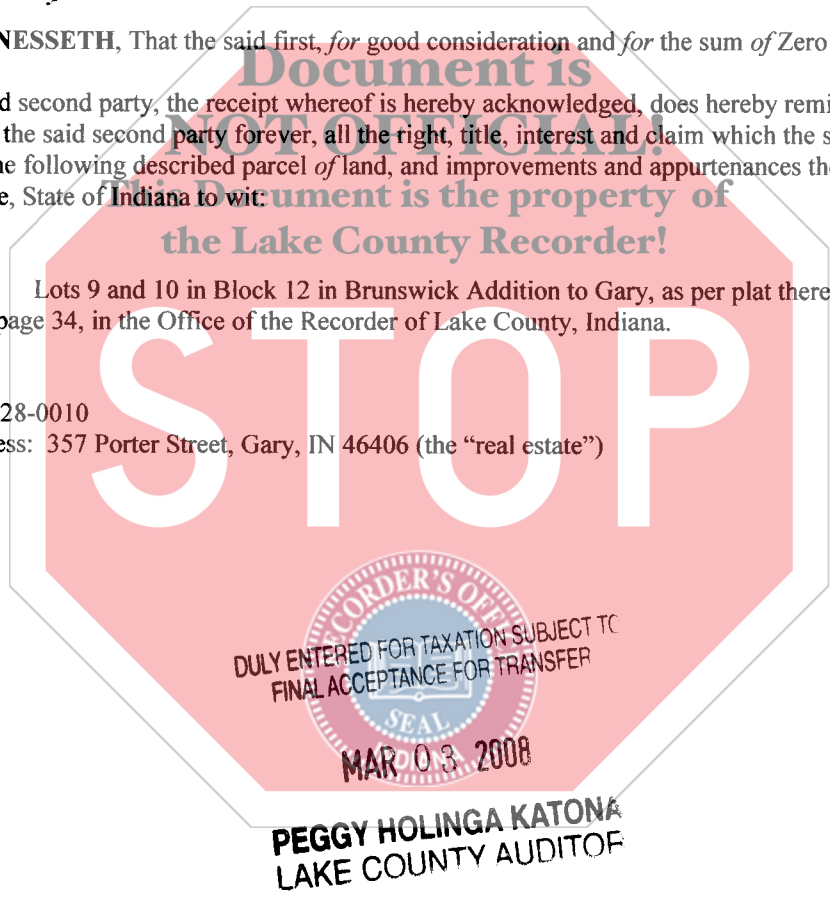 NESSETH, That the said first, for good consideration and for the sum of Zero
Document is
d second party, the receipt whereof is hereby acknowledged, does hereby remi
NOT OFFICIAL!
the said second party forever, all the right, title, interest and claim which the s
ne following described parcel of land, and improvements and appurtenances th
This Document is the property of
e, State of Indiana to wit:
the Lake County Recorder!
Lots 9 and 10 in Block 12 in Brunswick Addition to Gary, as per plat there
page 34, in the Office of the Recorder of Lake County, Indiana.
STOP
28-0010
ess: 357 Porter Street, Gary, IN 46406 (the “real estate”)
RECORDER'S OFF
DULY ENTERED FOR TAXATION SUBJECT TO
FINAL ACCEPTANCE FOR TRANSFER
SEAL
INDIANA
MAR 03 2008
PEGGY HOLINGA KATONA
LAKE COUNTY AUDITOR